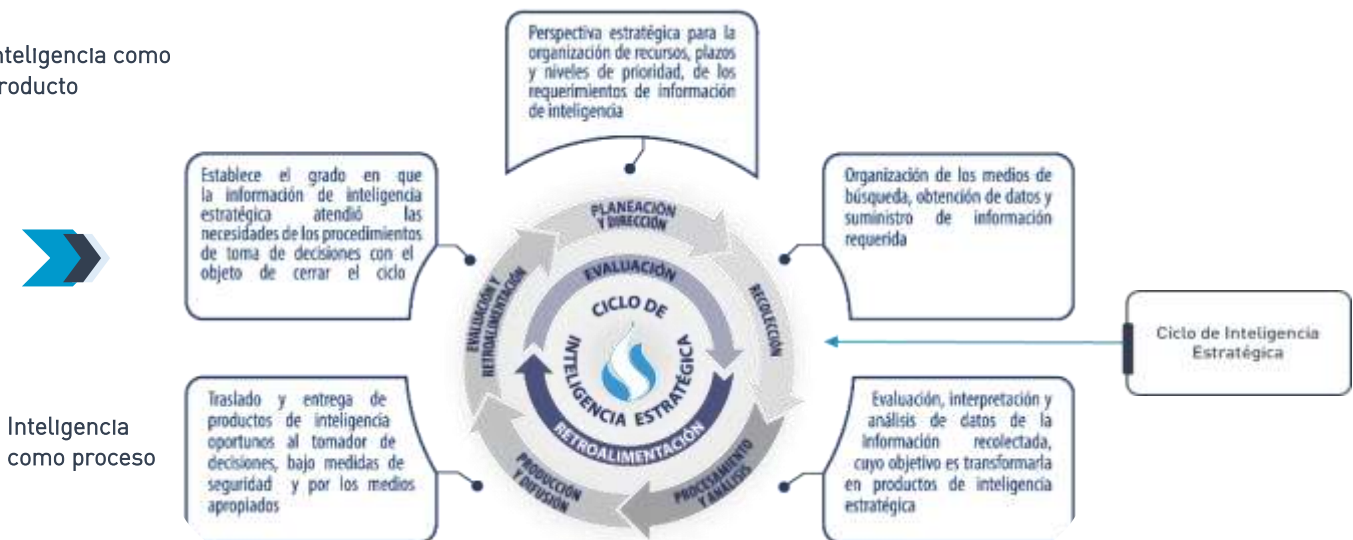 nteligencia como
roducto
Perspectiva estratégica para la
organización de recursos, plazos
y niveles de prioridad, de los
requerimientos de información
de inteligencia
Establece el grado en que
la información de inteligencia
estratégica atendió las
necesidades de los procedimientos
de toma de decisiones con el
objeto de cerrar el ciclo
Organización de los medios de
búsqueda, obtención de datos y
suministro de información
requerida
PLANEACIÓN
Y DIRECCIÓN
RECOLECCIÓN
PROCESAMIENTO
Y ANÁLISIS
PRODUCCIÓN
Y DIFUSIÓN
EVALUACIÓN Y
RETROALIMENTACIÓN
EVALUACIÓN
RETROALIMENTACIÓN
CICLO DE
INTELIGENCIA ESTRATÉGICA
Ciclo de Inteligencia
Estratégica
Inteligencia
como proceso
Traslado y entrega de
productos de inteligencia
oportunos al tomador de
decisiones, bajo medidas de
seguridad y por los medios
apropiados
Evaluación, interpretación y
análisis de datos de la
información recolectada,
cuyo objetivo es transformarla
en productos de inteligencia
estratégica